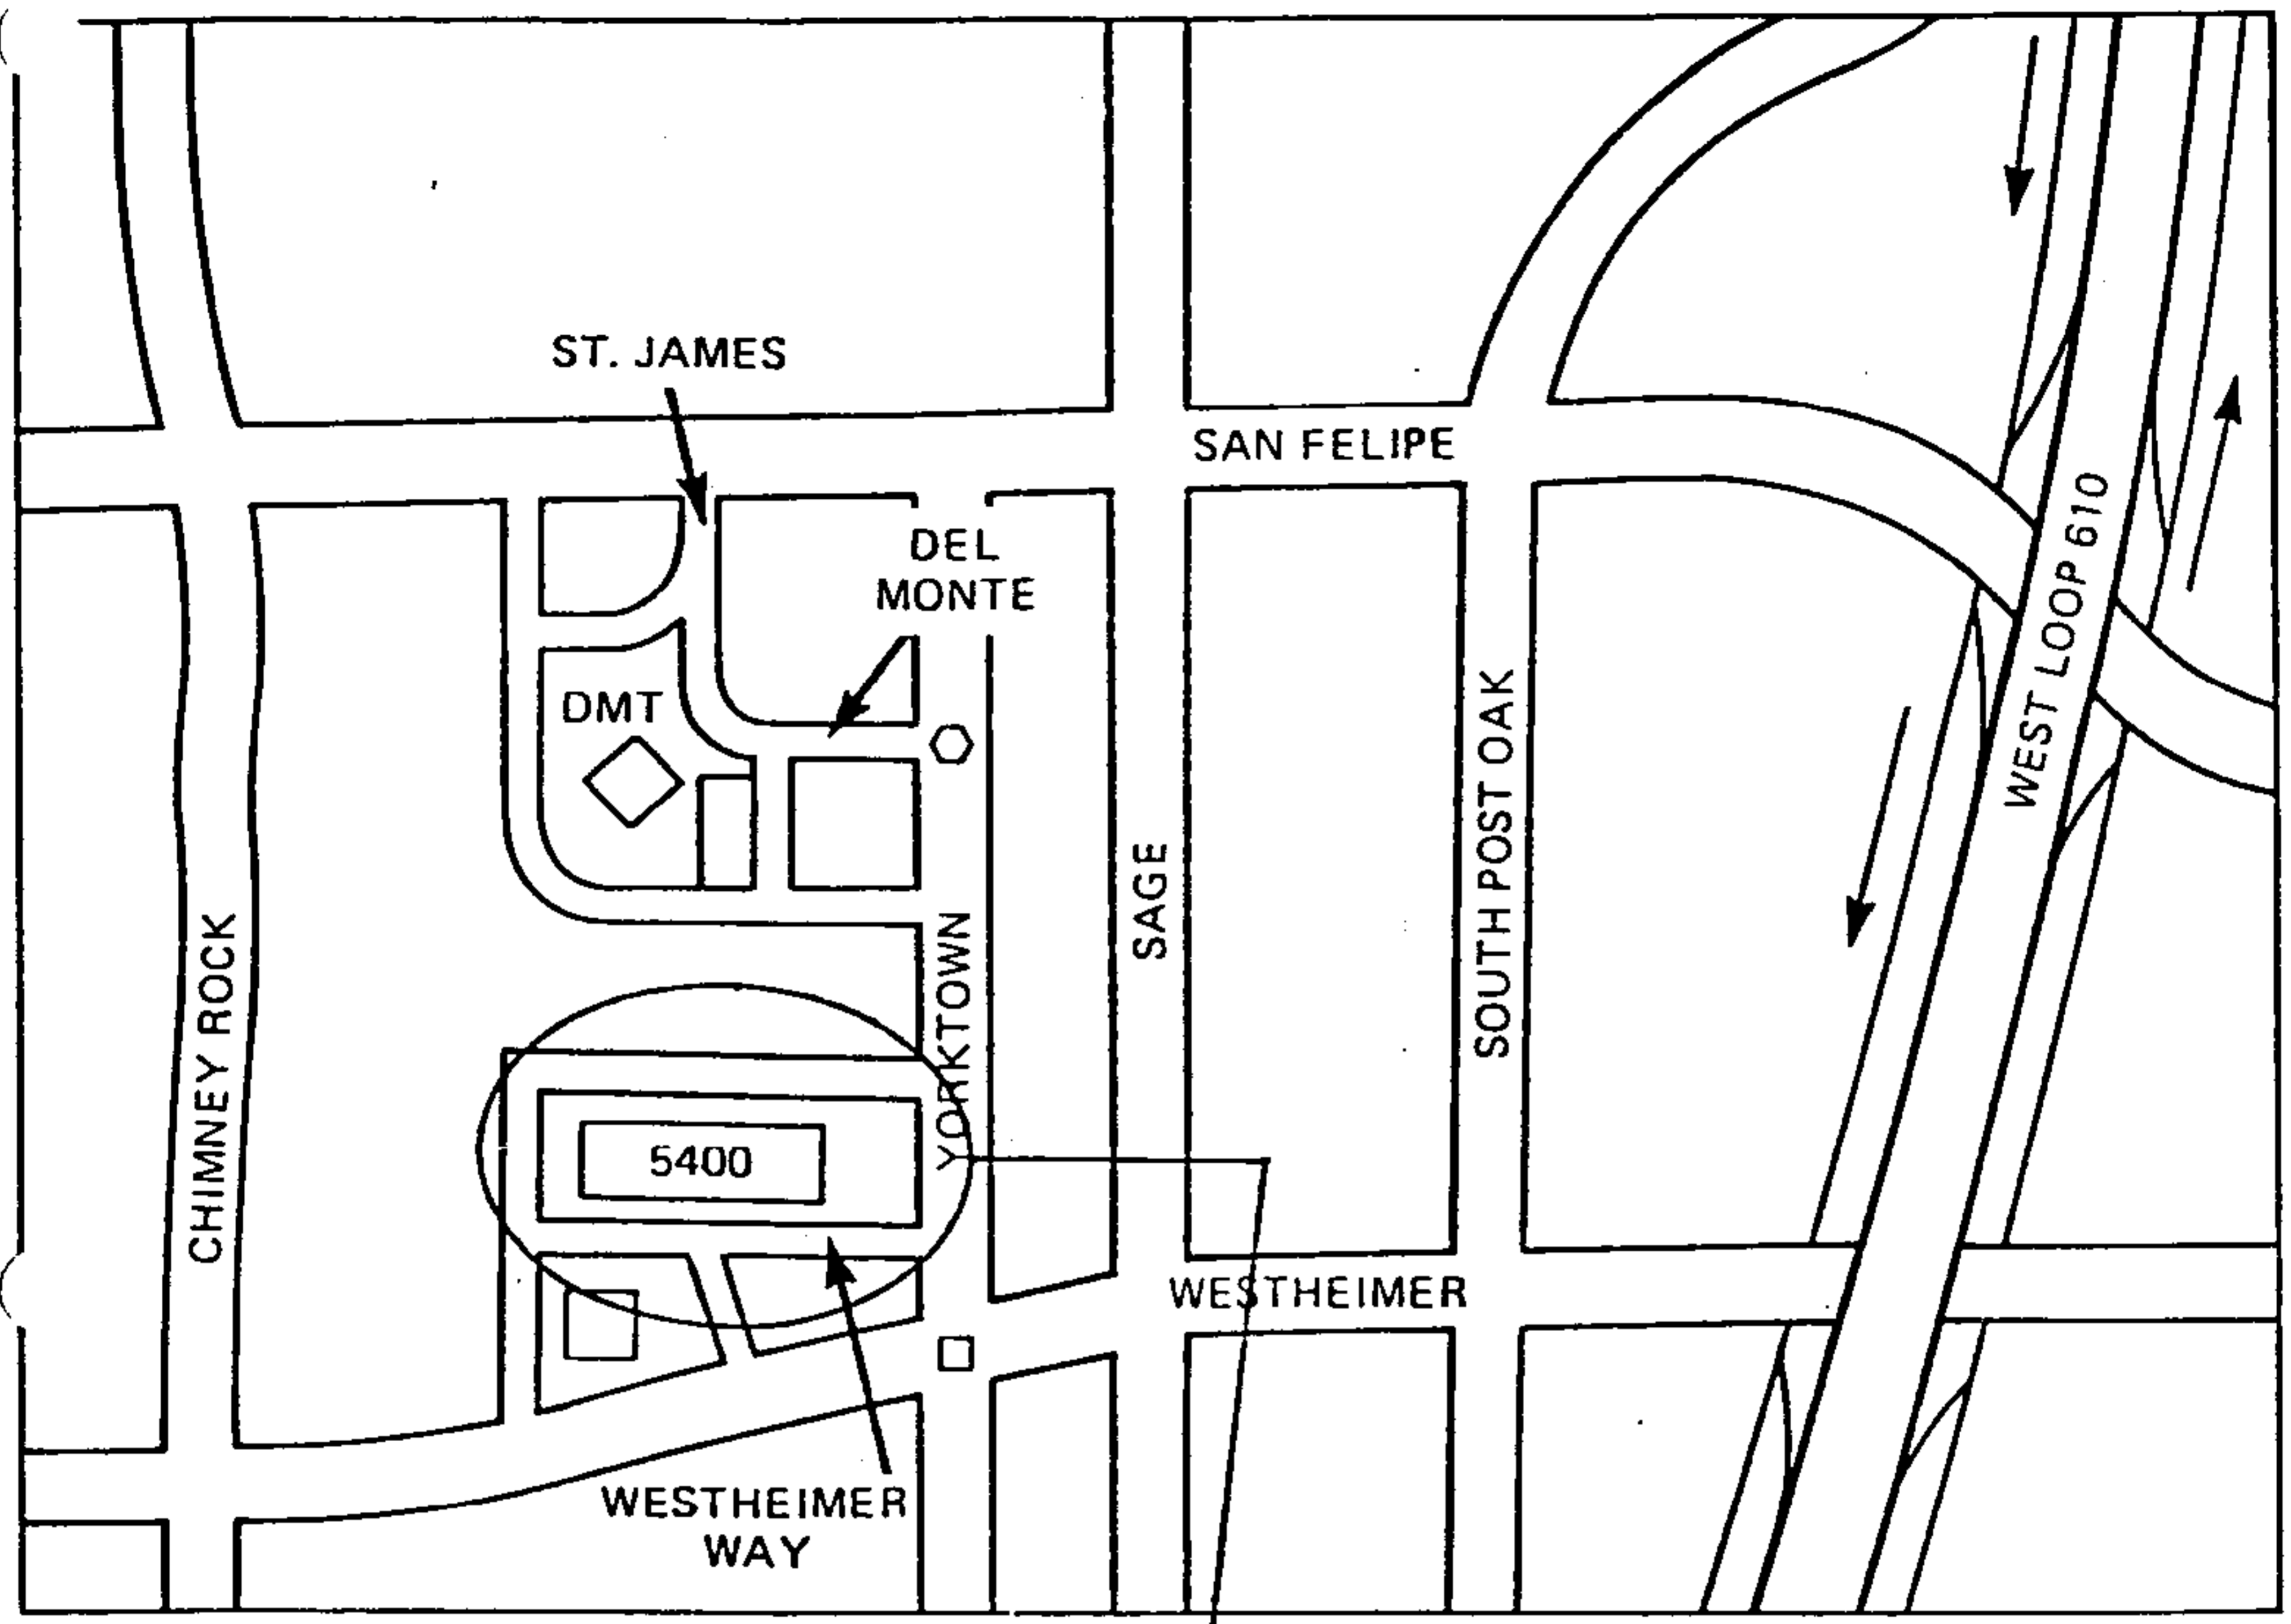 ST. JAMES
SAN FELIPE
DEL
MONTE
WEST LOOP 610
DMT
SOUTH POST OAK
SAGE
CHIMNEY ROCK
YORKTOWN
5400
WESTHEIMER
WESTHEIMER
WAY